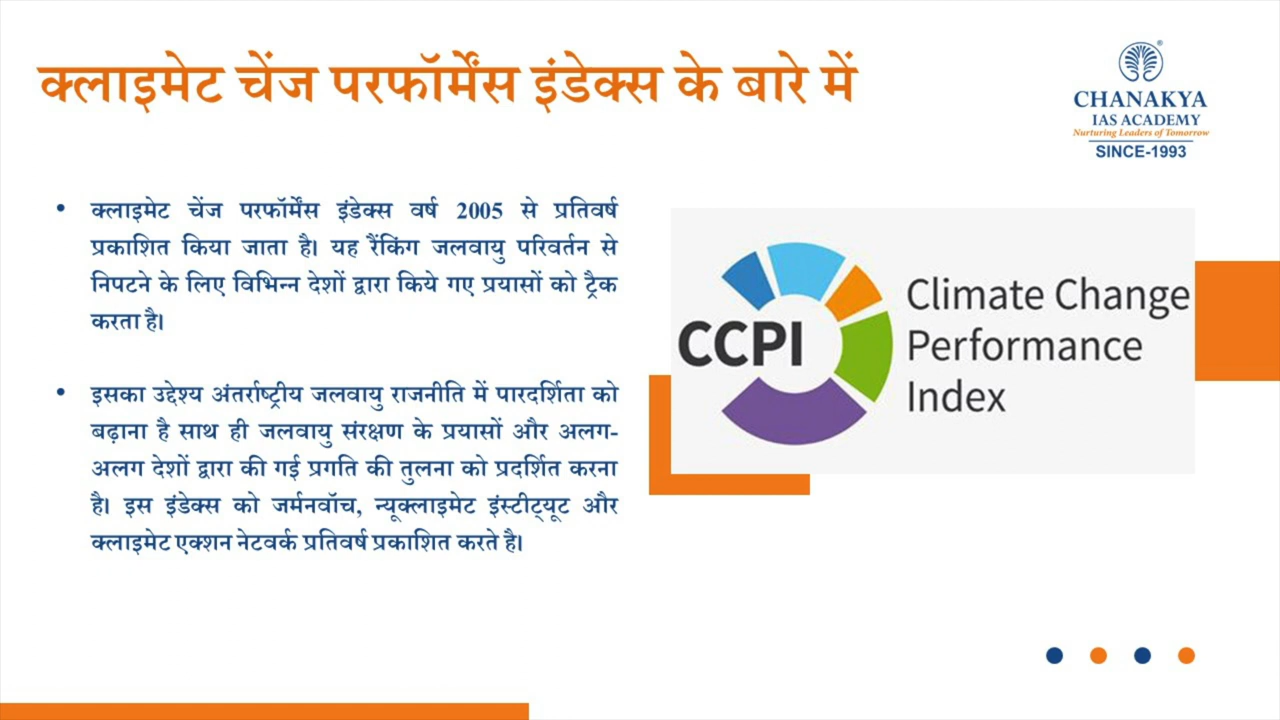 क्लाइमेट चेंज परफॉर्मेंस इंडेक्स के बारे में
CHANAKYA
IAS ACADEMY
Nurturing Leaders of Tomorrow
SINCE-1993
• क्लाइमेट चेंज परफॉर्मेंस इंडेक्स वर्ष 2005 से प्रतिवर्ष
प्रकाशित किया जाता है। यह रैंकिंग जलवायु परिवर्तन से
निपटने के लिए विभिन्न देशों द्वारा किये गए प्रयासों को ट्रैक
करता है।
• इसका उद्देश्य अंतर्राष्ट्रीय जलवायु राजनीति में पारदर्शिता को
बढ़ाना है साथ ही जलवायु संरक्षण के प्रयासों और अलग-
अलग देशों द्वारा की गई प्रगति की तुलना को प्रदर्शित करना
है। इस इंडेक्स को जर्मनवॉच, न्यूक्लाइमेट इंस्टीट्यूट और
क्लाइमेट एक्शन नेटवर्क प्रतिवर्ष प्रकाशित करते है।
CCPI
Climate Change
Performance
Index